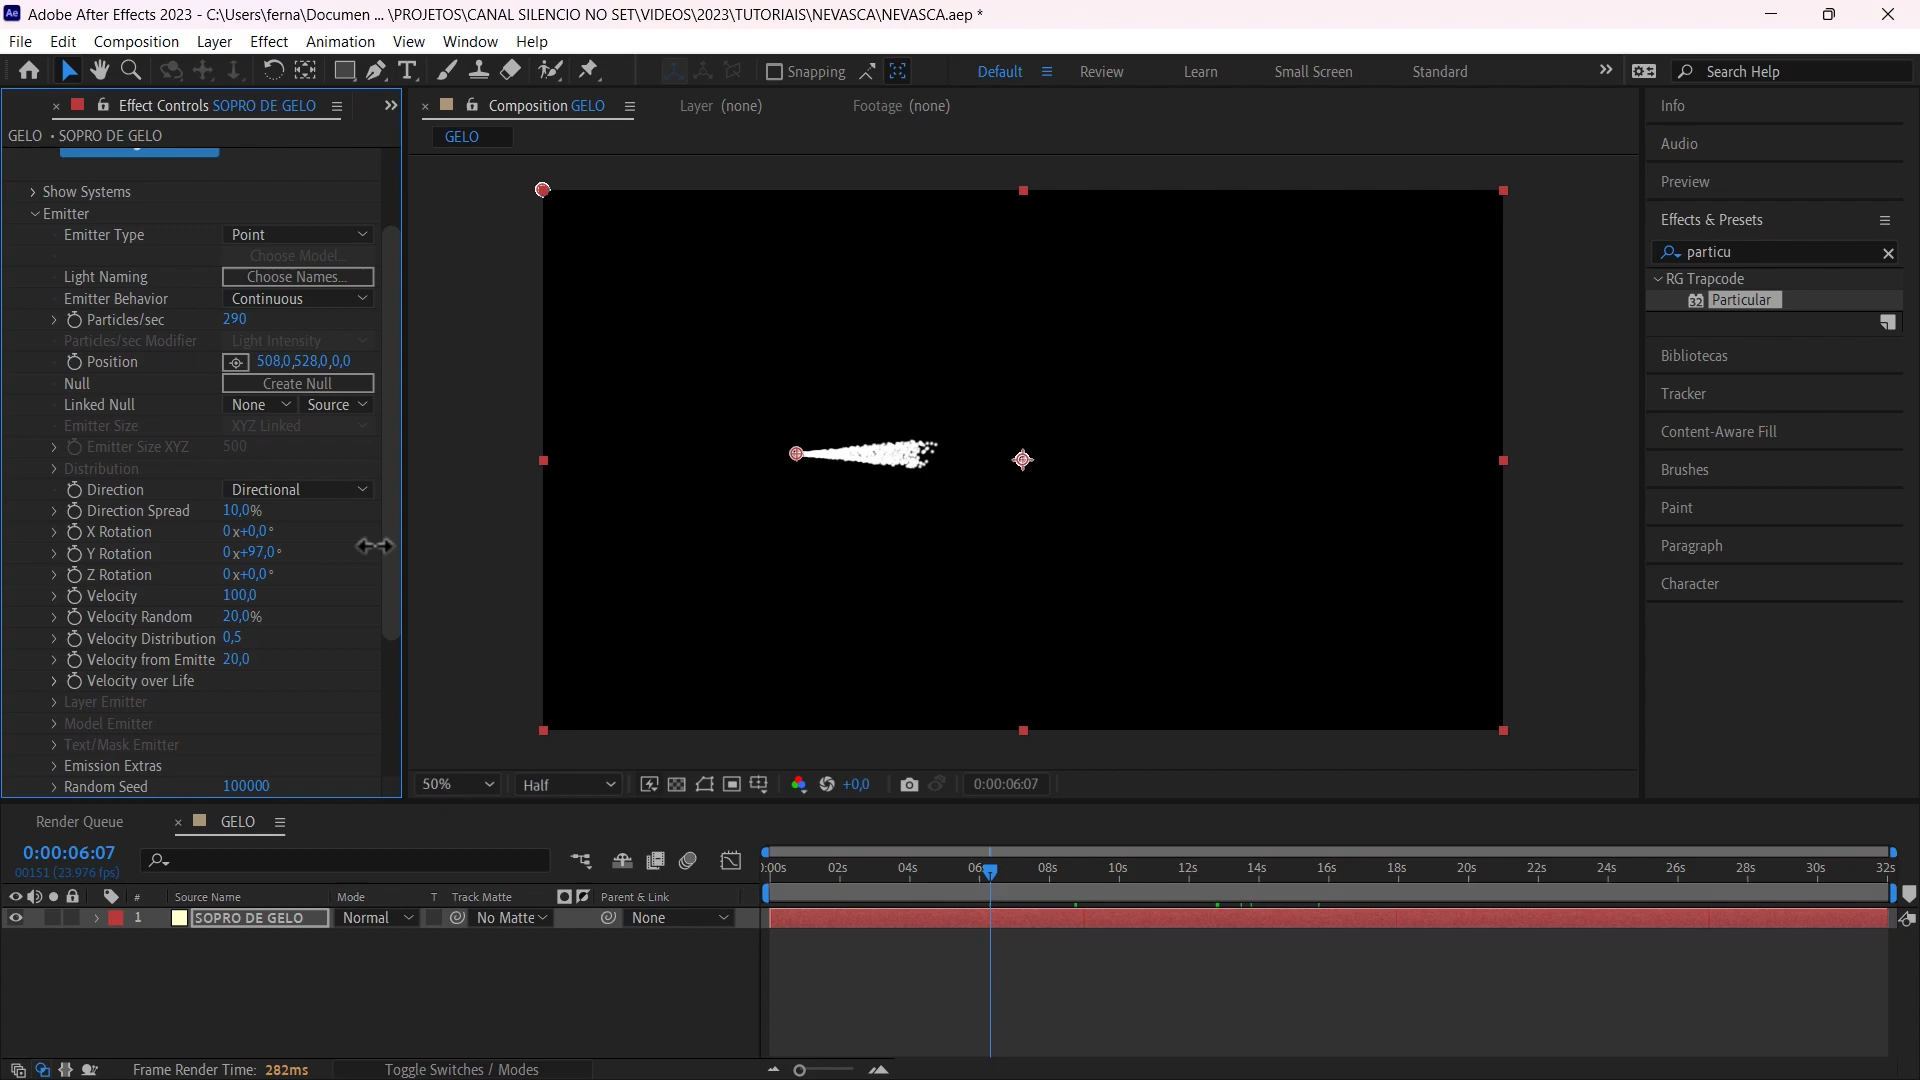 Adobe After Effects 2023 - C:\Users\ferna\Documen ... \PROJETOS\CANAL SILENCIO NO SET\VIDEOS\2023\TUTORIAIS\NEVASCA\NEVASCA.aep *
File Edit Composition Layer Effect Animation View Window Help
Snapping Default Review Learn Small Screen Standard Search Help
Effect Controls SOPRO DE GELO
Composition GELO Layer (none) Footage (none)
GELO • SOPRO DE GELO
GELO
Show Systems
Emitter
Emitter Type Point
Choose Model...
Light Naming Choose Names...
Emitter Behavior Continuous
Particles/sec 290
Particles/sec Modifier Light Intensity
Position 508,0,528,0,0,0
Null Create Null
Linked Null None Source
Emitter Size XYZ Linked
Emitter Size XYZ 500
Distribution
Direction Directional
Direction Spread 10,0%
X Rotation 0x+0,0°
Y Rotation 0x+97,0°
Z Rotation 0x+0,0°
Velocity 100,0
Velocity Random 20,0%
Velocity Distribution 0,5
Velocity from Emitte 20,0
Velocity over Life
Layer Emitter
Model Emitter
Text/Mask Emitter
Emission Extras
Random Seed 100000
50% Half +0,0 0:00:06:07
Info
Audio
Preview
Effects & Presets
particu
RG Trapcode
32 Particular
Bibliotecas
Tracker
Content-Aware Fill
Brushes
Paint
Paragraph
Character
Render Queue GELO
0:00:06:07
00151 (23.976 fps)
):00s 02s 04s 06s 08s 10s 12s 14s 16s 18s 20s 22s 24s 26s 28s 30s 32s
# Source Name Mode T Track Matte Parent & Link
1 SOPRO DE GELO Normal No Matte None
Frame Render Time: 282ms Toggle Switches / Modes